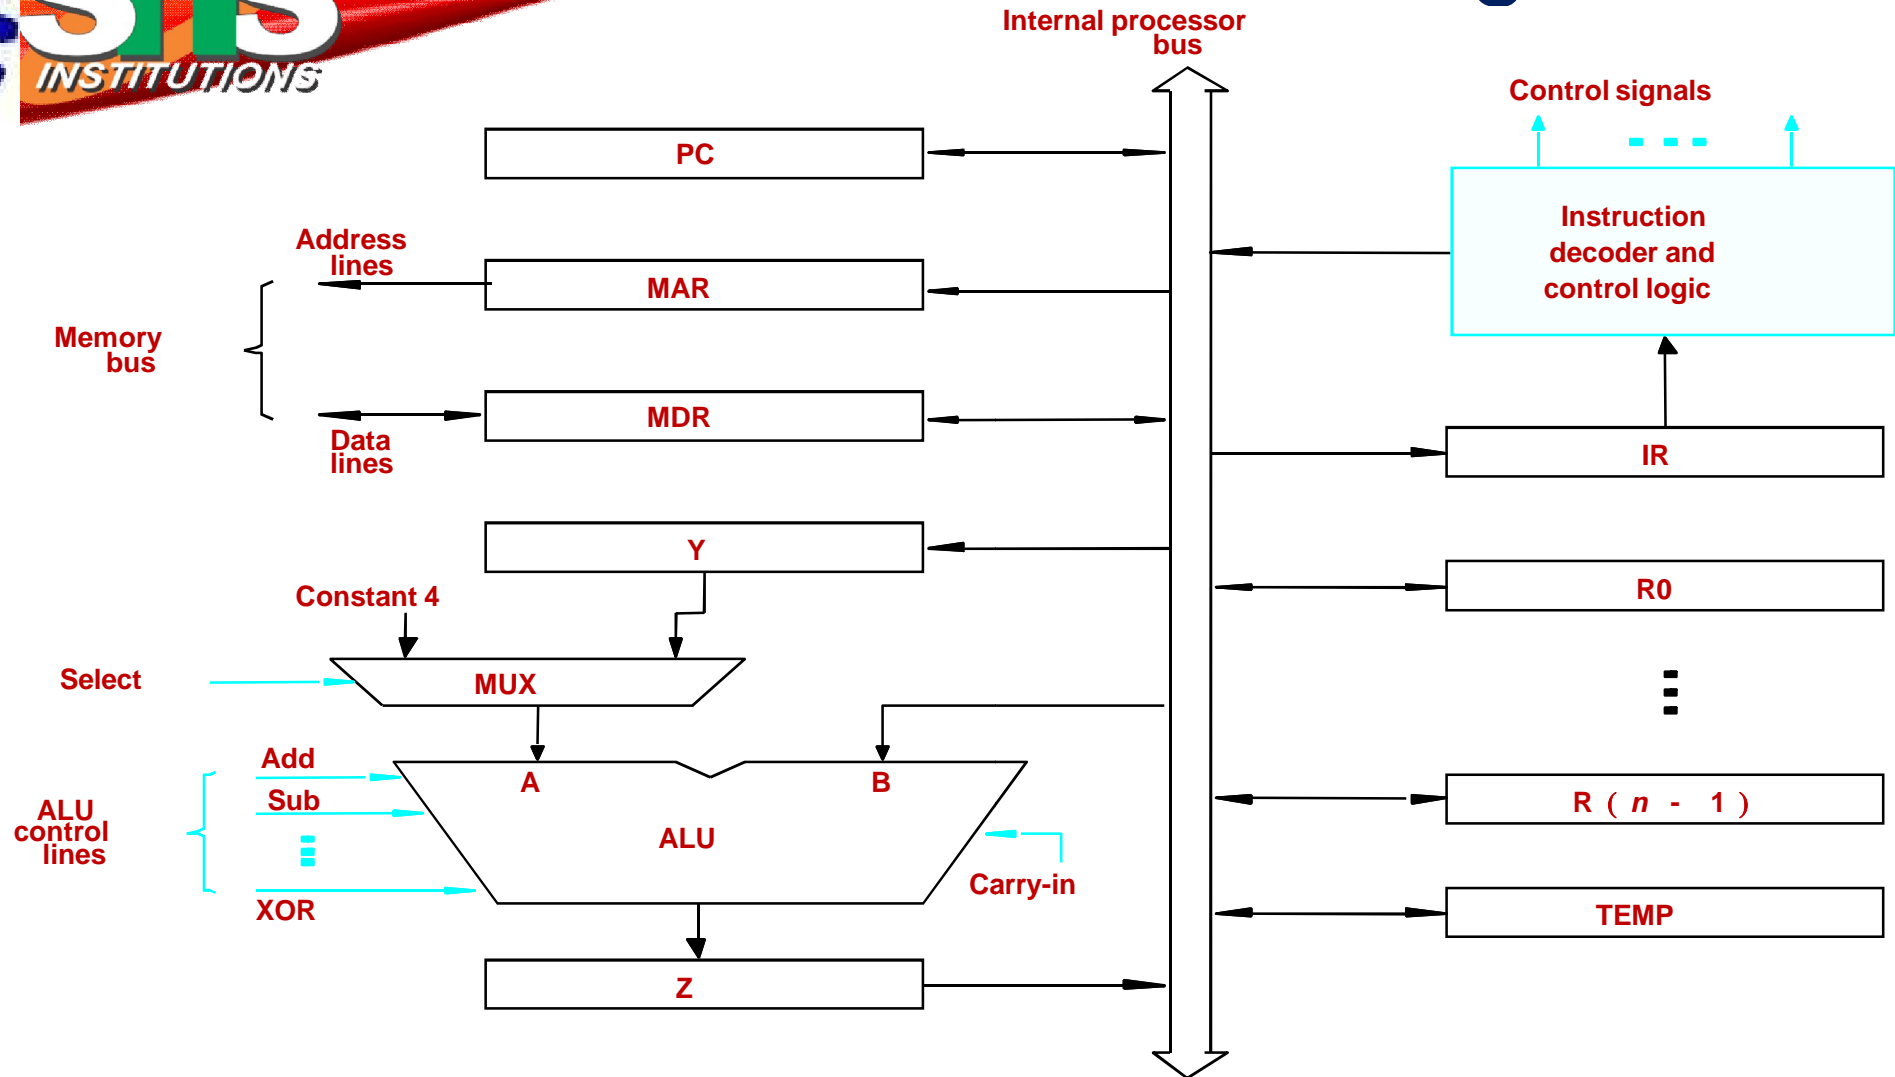 INSTITUTIONS
Internal processor
bus
Control signals
PC
Instruction
decoder and
control logic
Address
lines
MAR
Memory
bus
MDR
Data
lines
IR
Y
Constant 4
R0
Select
MUX
Add
A
B
Sub
ALU
control
lines
ALU
R ( n - 1 )
Carry-in
XOR
TEMP
Z